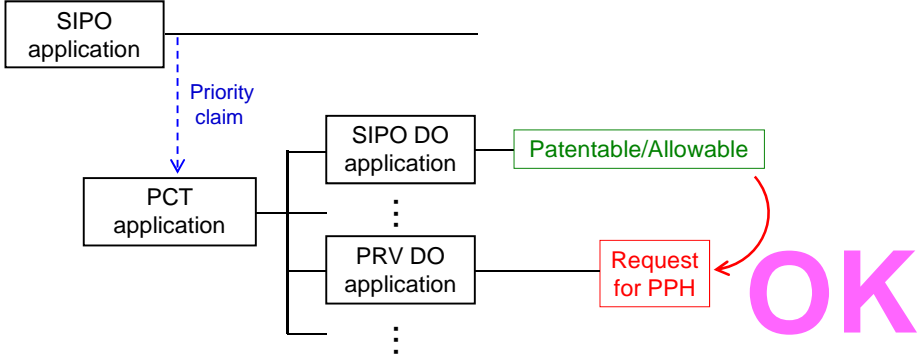 SIPO
application
Priority
claim
SIPO DO
application
Patentable/Allowable
PCT
application
PRV DO
application
Request
for PPH
OK